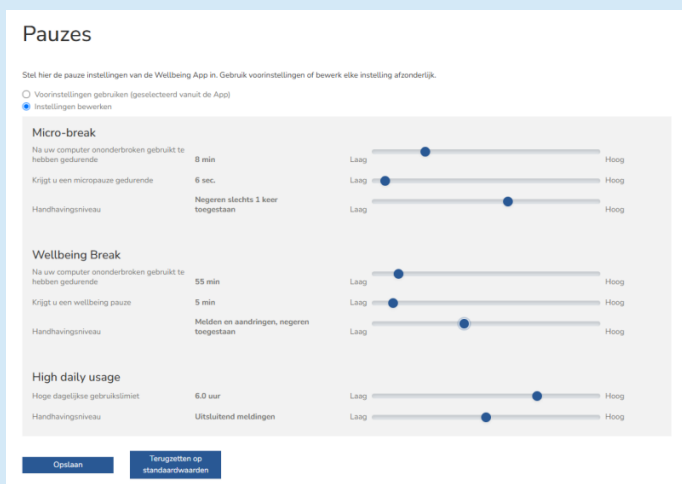 Pauzes
Stel hier de pauze instellingen van de Wellbeing App in. Gebruik voorinstellingen of bewerk elke instelling afzonderlijk.
Voorinstellingen gebruiken (geselecteerd vanuit de App)
Instellingen bewerken
Micro-break
Na uw computer ononderbroken gebruikt te
hebben gedurende 8 min Laag Hoog
Krijgt u een micropauze gedurende 6 sec. Laag Hoog
Negeren slechts 1 keer
Handhavingsniveau toegestaan Laag Hoog
Wellbeing Break
Na uw computer ononderbroken gebruikt te
hebben gedurende 55 min Laag Hoog
Krijgt u een wellbeing pauze 5 min Laag Hoog
Melden en aandringen, negeren
Handhavingsniveau toegestaan Laag Hoog
High daily usage
Hoge dagelijkse gebruikslimiet 6.0 uur Laag Hoog
Handhavingsniveau Uitsluitend meldingen Laag Hoog
Opslaan
Terugzetten op
standaardwaarden